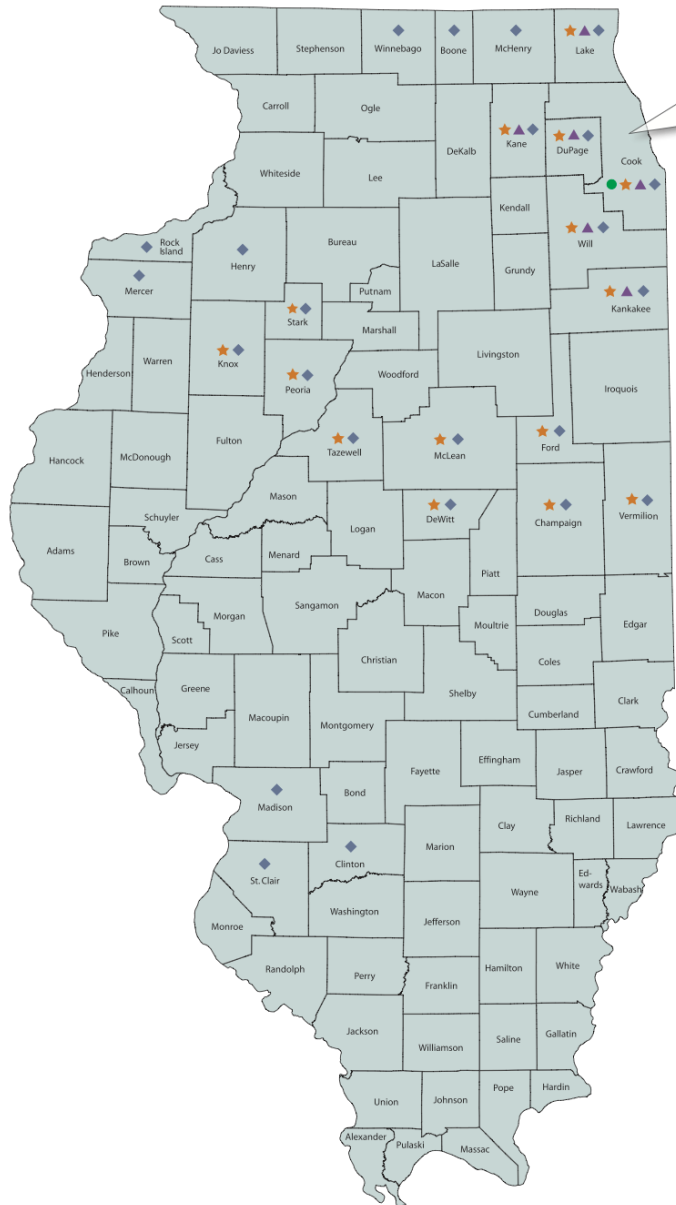 Jo Daviess
Stephenson
Winnebago
Boone
McHenry
Lake
Carroll
Ogle
DeKalb
Kane
DuPage
Cook
Whiteside
Lee
Kendall
Will
Rock
Island
Henry
Bureau
LaSalle
Grundy
Mercer
Putnam
Kankakee
Stark
Marshall
Henderson
Warren
Knox
Peoria
Woodford
Livingston
Iroquois
Hancock
McDonough
Fulton
Tazewell
McLean
Ford
Schuyler
Mason
Logan
DeWitt
Champaign
Vermilion
Adams
Brown
Cass
Menard
Macon
Piatt
Pike
Scott
Morgan
Sangamon
Christian
Moultrie
Douglas
Edgar
Coles
Calhoun
Greene
Macoupin
Montgomery
Shelby
Cumberland
Clark
Jersey
Fayette
Effingham
Jasper
Crawford
Madison
Bond
Clay
Richland
Lawrence
St. Clair
Clinton
Marion
Wayne
Ed-
wards
Wabash
Monroe
Washington
Jefferson
Randolph
Perry
Franklin
Hamilton
White
Jackson
Williamson
Saline
Gallatin
Union
Johnson
Pope
Hardin
Alexander
Pulaski
Massac